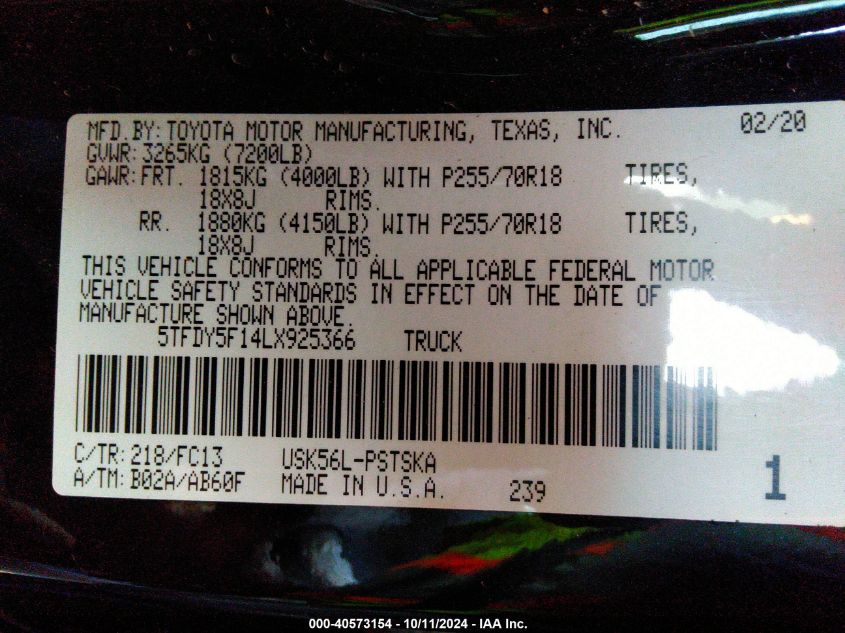 MFD.BY:TOYOTA MOTOR MANUFACTURING, TEXAS, INC. 02/20
GVWR:3265KG (7200LB)
GAWR:FRT. 1815KG (4000LB) WITH P255/70R18 TIRES,
18X8J RIMS.
RR. 1880KG (4150LB) WITH P255/70R18 TIRES,
18X8J RIMS.
THIS VEHICLE CONFORMS TO ALL APPLICABLE FEDERAL MOTOR
VEHICLE SAFETY STANDARDS IN EFFECT ON THE DATE OF
MANUFACTURE SHOWN ABOVE.
5TFDY5F14LX925366 TRUCK
C/TR:218/FC13 USK56L-PSTSKA
A/TM:B02A/AB60F MADE IN U.S.A. 239 1
000-40573154 - 10/11/2024 - IAA Inc.